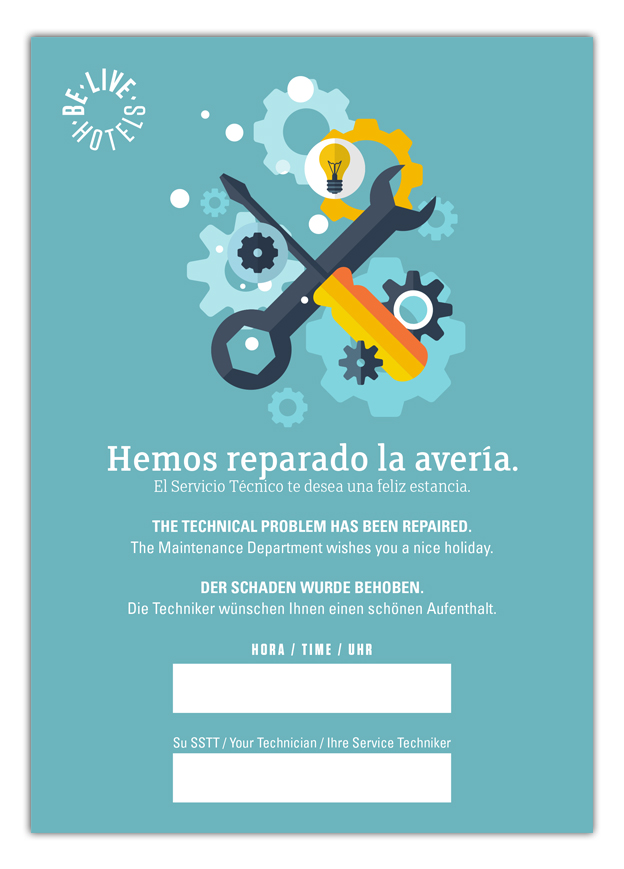 BE·LIVE·
·HOTELS·
Hemos reparado la avería.
El Servicio Técnico te desea una feliz estancia.
THE TECHNICAL PROBLEM HAS BEEN REPAIRED.
The Maintenance Department wishes you a nice holiday.
DER SCHADEN WURDE BEHOBEN.
Die Techniker wünschen Ihnen einen schönen Aufenthalt.
HORA / TIME / UHR
Su SSTT / Your Technician / Ihre Service Techniker